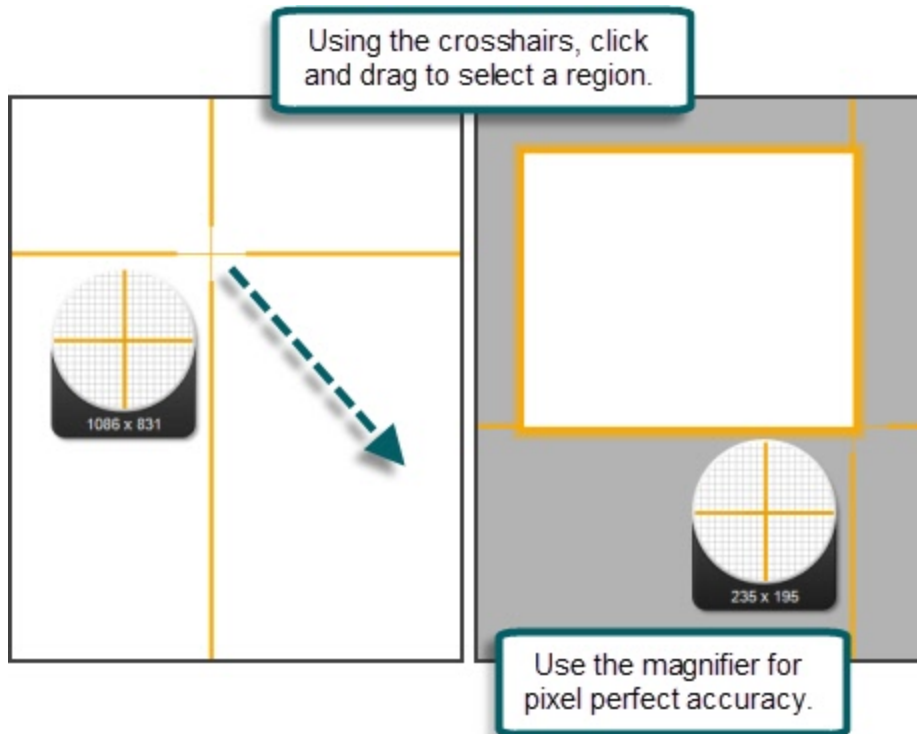 Using the crosshairs, click
and drag to select a region.
1086 x 831
235 x 195
Use the magnifier for
pixel perfect accuracy.